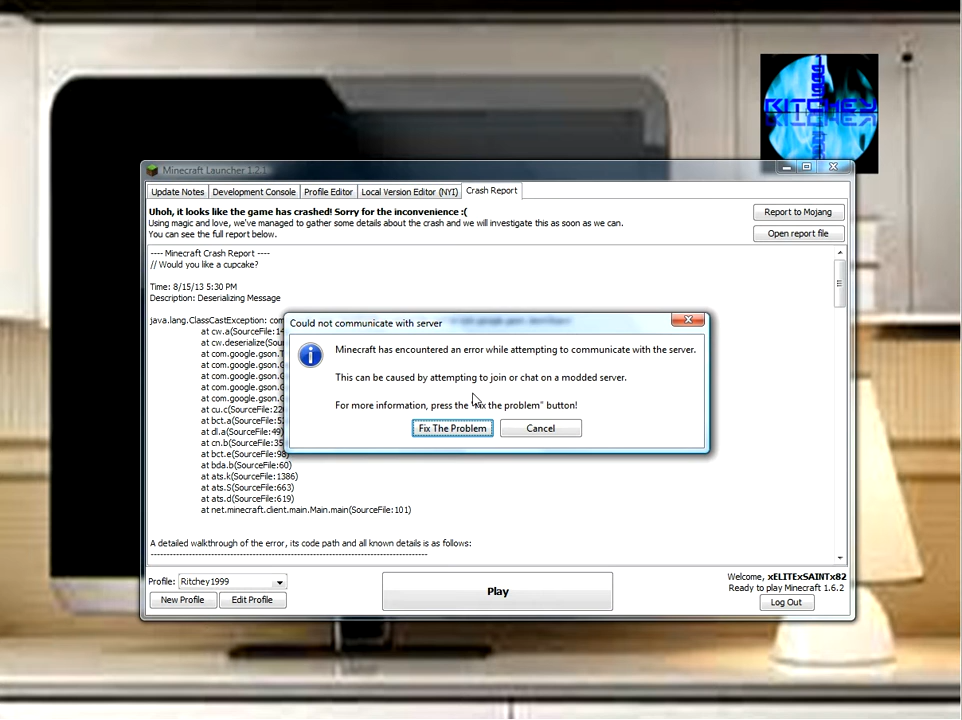 RITCHEY
Minecraft Launcher 1.2.1
Update Notes
Development Console
Profile Editor
Local Version Editor (NYI)
Crash Report
Uhoh, it looks like the game has crashed! Sorry for the inconvenience :(
Using magic and love, we've managed to gather some details about the crash and we will investigate this as soon as we can.
You can see the full report below.
Report to Mojang
Open report file
---- Minecraft Crash Report ----
// Would you like a cupcake?
Time: 8/15/13 5:30 PM
Description: Deserializing Message
java.lang.ClassCastException: com
at cw.a(SourceFile:14
at cw.deserialize(Sour
at com.google.gson.T
at com.google.gson.G
at com.google.gson.G
at com.google.gson.G
at com.google.gson.G
at cu.c(SourceFile:22
at bct.a(SourceFile:5
at dl.a(SourceFile:49)
at cn.b(SourceFile:35
at bct.e(SourceFile:98)
at bda.b(SourceFile:60)
at ats.k(SourceFile:1386)
at ats.S(SourceFile:663)
at ats.d(SourceFile:619)
at net.minecraft.client.main.Main.main(SourceFile:101)
A detailed walkthrough of the error, its code path and all known details is as follows:
---------------------------------------------------------------------------------------
Could not communicate with server
Minecraft has encountered an error while attempting to communicate with the server.
This can be caused by attempting to join or chat on a modded server.
For more information, press the "Fix the problem" button!
Fix The Problem
Cancel
Profile: Ritchey1999
New Profile
Edit Profile
Play
Welcome, xELITExSAINTx82
Ready to play Minecraft 1.6.2
Log Out